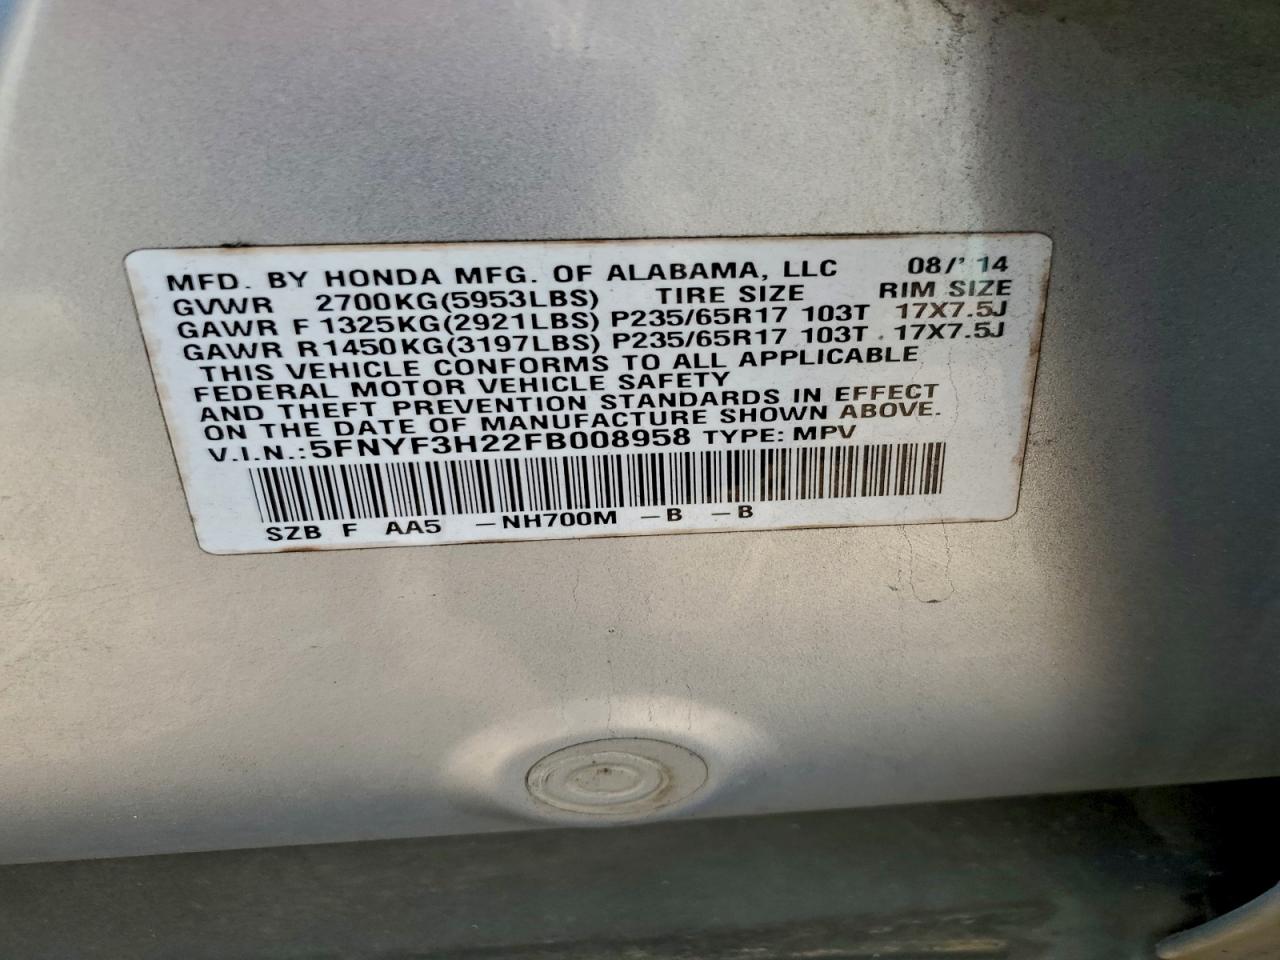 MFD. BY HONDA MFG. OF ALABAMA, LLC 08/'14
GVWR 2700KG(5953LBS) TIRE SIZE RIM SIZE
GAWR F 1325KG(2921LBS) P235/65R17 103T 17X7.5J
GAWR R1450KG(3197LBS) P235/65R17 103T 17X7.5J
THIS VEHICLE CONFORMS TO ALL APPLICABLE
FEDERAL MOTOR VEHICLE SAFETY
AND THEFT PREVENTION STANDARDS IN EFFECT
ON THE DATE OF MANUFACTURE SHOWN ABOVE.
V.I.N.:5FNYF3H22FB008958 TYPE: MPV
SZB F AA5 -NH700M -B -B